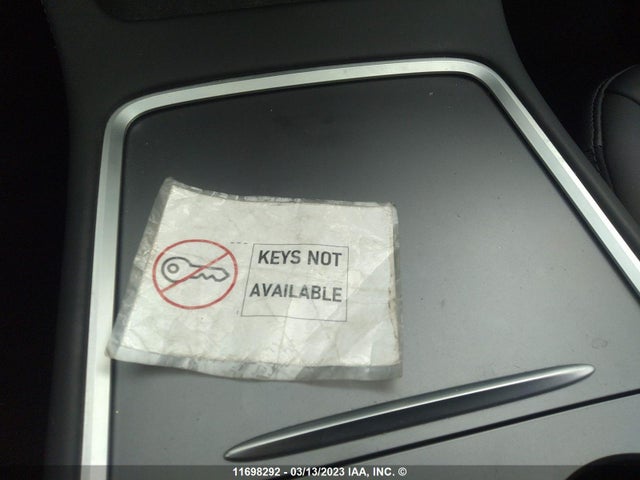 KEYS NOT
AVAILABLE
11698292 - 03/13/2023 IAA, INC. ©